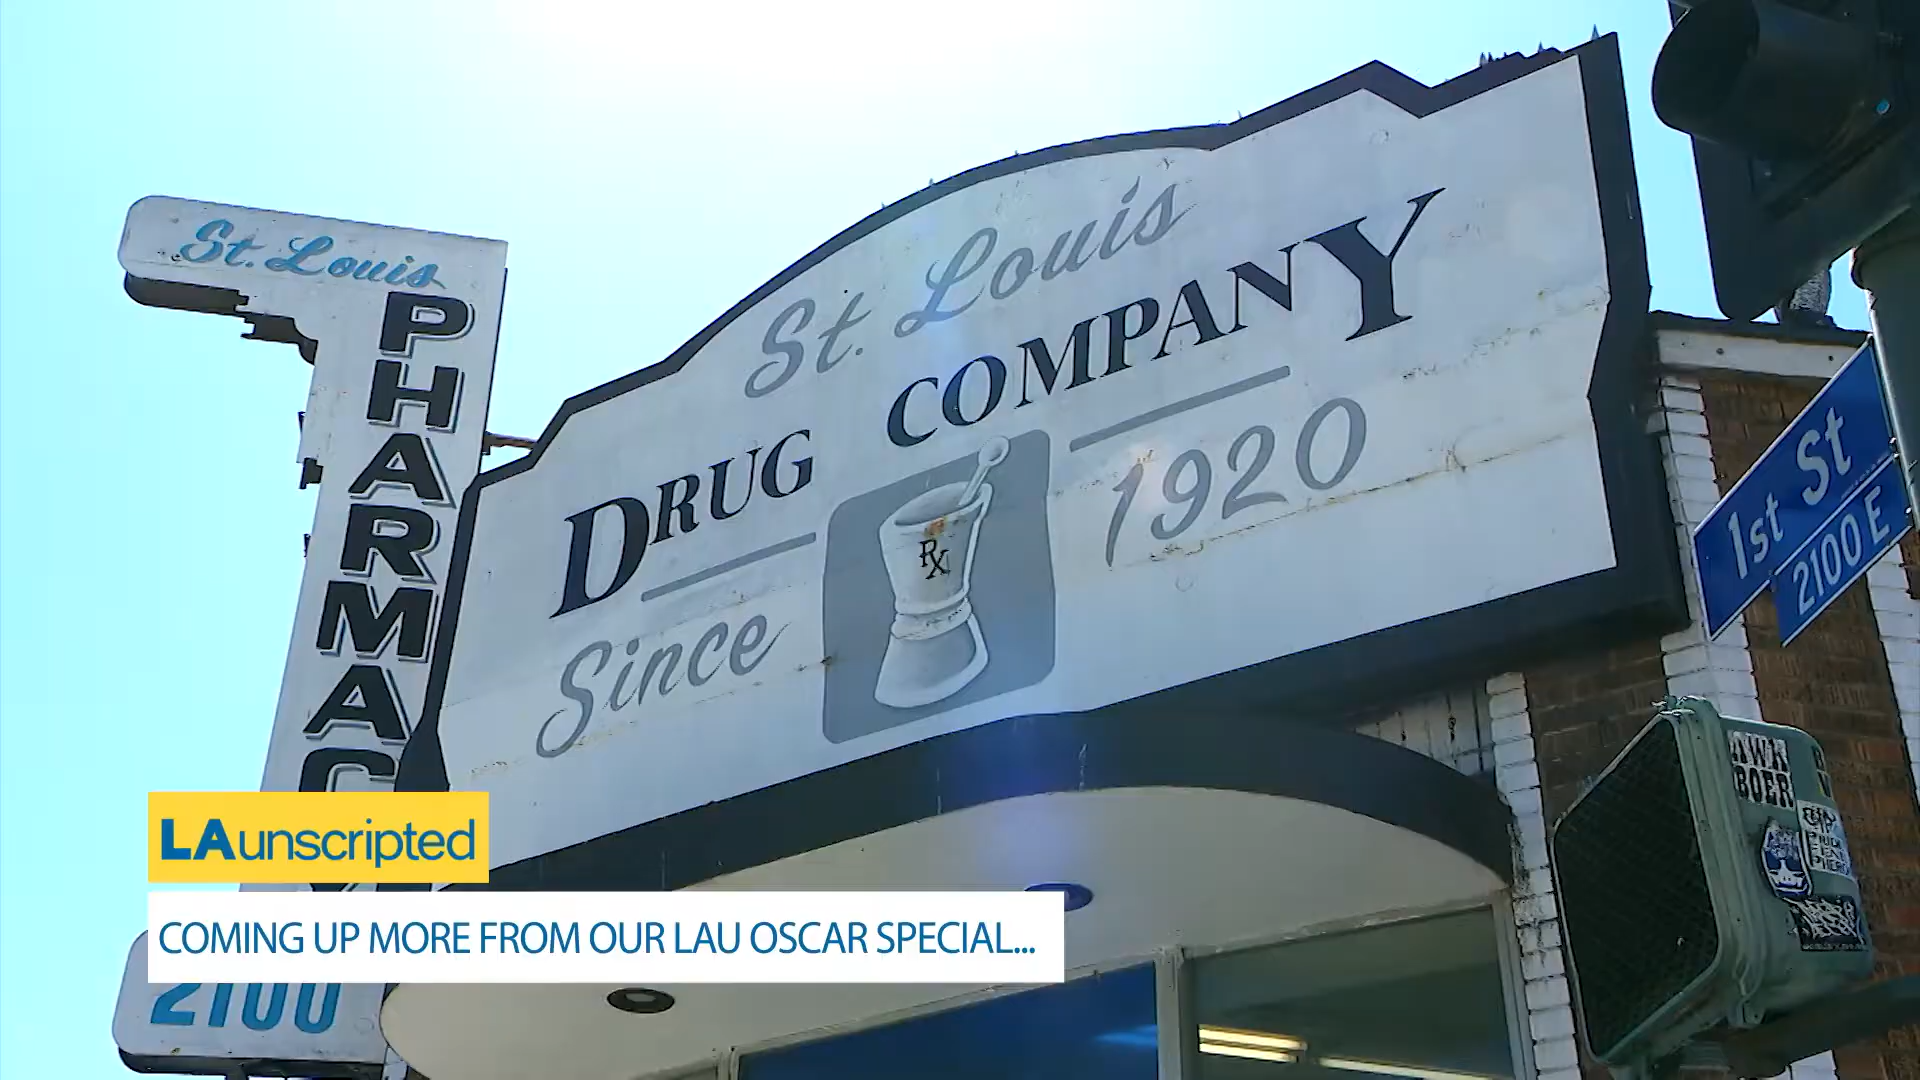 St. Louis
PHARMAC
2100
St. Louis
DRUG COMPANY
Since 1920
RX
1st St
2100 E
LAunscripted
COMING UP MORE FROM OUR LAU OSCAR SPECIAL...